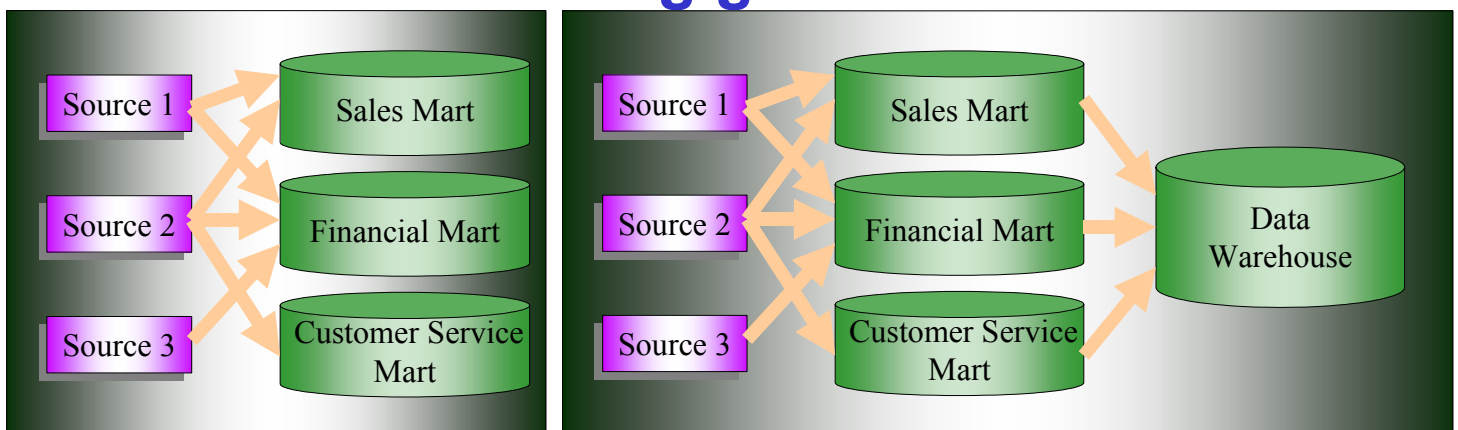 Source 1
Sales Mart
Source 2
Financial Mart
Source 3
Customer Service
Mart
Source 1
Sales Mart
Source 2
Financial Mart
Source 3
Customer Service
Mart
Data
Warehouse